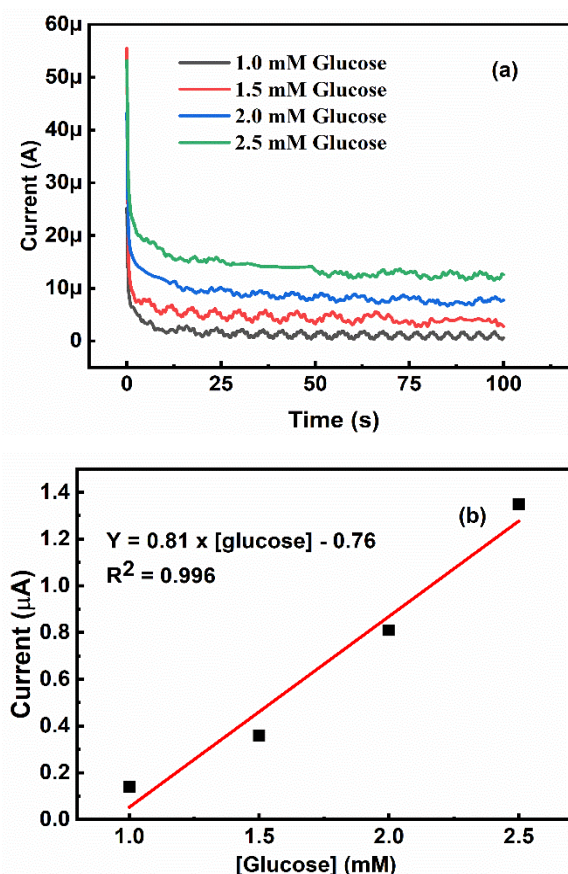 60μ
50μ
40μ
30μ
20μ
10μ
0
Current (A)
1.0 mM Glucose
1.5 mM Glucose
2.0 mM Glucose
2.5 mM Glucose
(a)
0 25 50 75 100
Time (s)
1.4
1.2
1.0
0.8
0.6
0.4
0.2
0.0
Current (μA)
(b)
Y = 0.81 x [glucose] - 0.76
R² = 0.996
1.0 1.5 2.0 2.5
[Glucose] (mM)